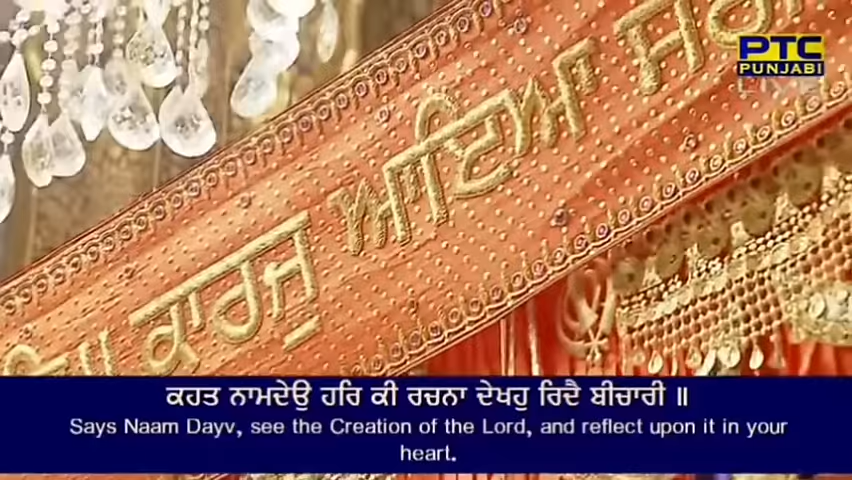 PTC
PUNJABI
ਕਾਰਜੁ ਆਇਆ
ਕਹਤ ਨਾਮਦੇਉ ਹਰਿ ਕੀ ਰਚਨਾ ਦੇਖਹੁ ਰਿਦੈ ਬੀਚਾਰੀ ॥
Says Naam Dayv, see the Creation of the Lord, and reflect upon it in your
heart.